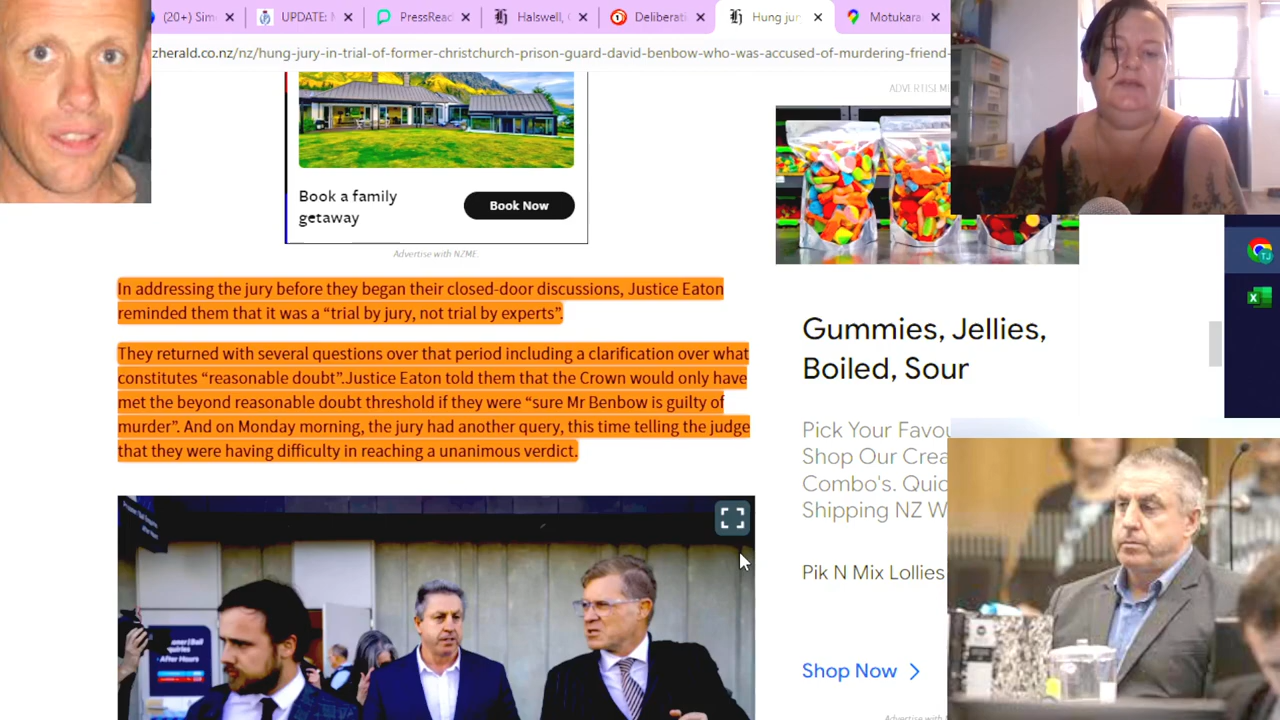 (20+) Sim
UPDATE:
PressRead
Halswell, C
Deliberati
Hung jur
Motukara
zherald.co.nz/nz/hung-jury-in-trial-of-former-christchurch-prison-guard-david-benbow-who-was-accused-of-murdering-friend-
Book a family
getaway
Book Now
Advertise with NZME.
In addressing the jury before they began their closed-door discussions, Justice Eaton
reminded them that it was a “trial by jury, not trial by experts”.
They returned with several questions over that period including a clarification over what
constitutes “reasonable doubt”.Justice Eaton told them that the Crown would only have
met the beyond reasonable doubt threshold if they were “sure Mr Benbow is guilty of
murder”. And on Monday morning, the jury had another query, this time telling the judge
that they were having difficulty in reaching a unanimous verdict.
After Hours
ADVERTISEME
Gummies, Jellies,
Boiled, Sour
Pick Your Favou
Shop Our Crea
Combo's. Quic
Shipping NZ W
Pik N Mix Lollies
Shop Now
Advertise with
TJ